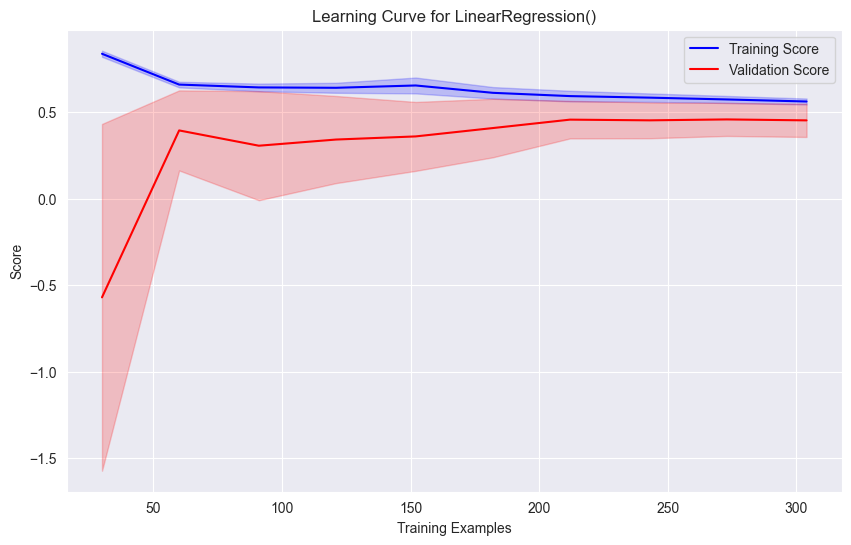 Learning Curve for LinearRegression()
Training Score
Validation Score
0.5
0.0
−0.5
−1.0
−1.5
Score
50
100
150
200
250
300
Training Examples